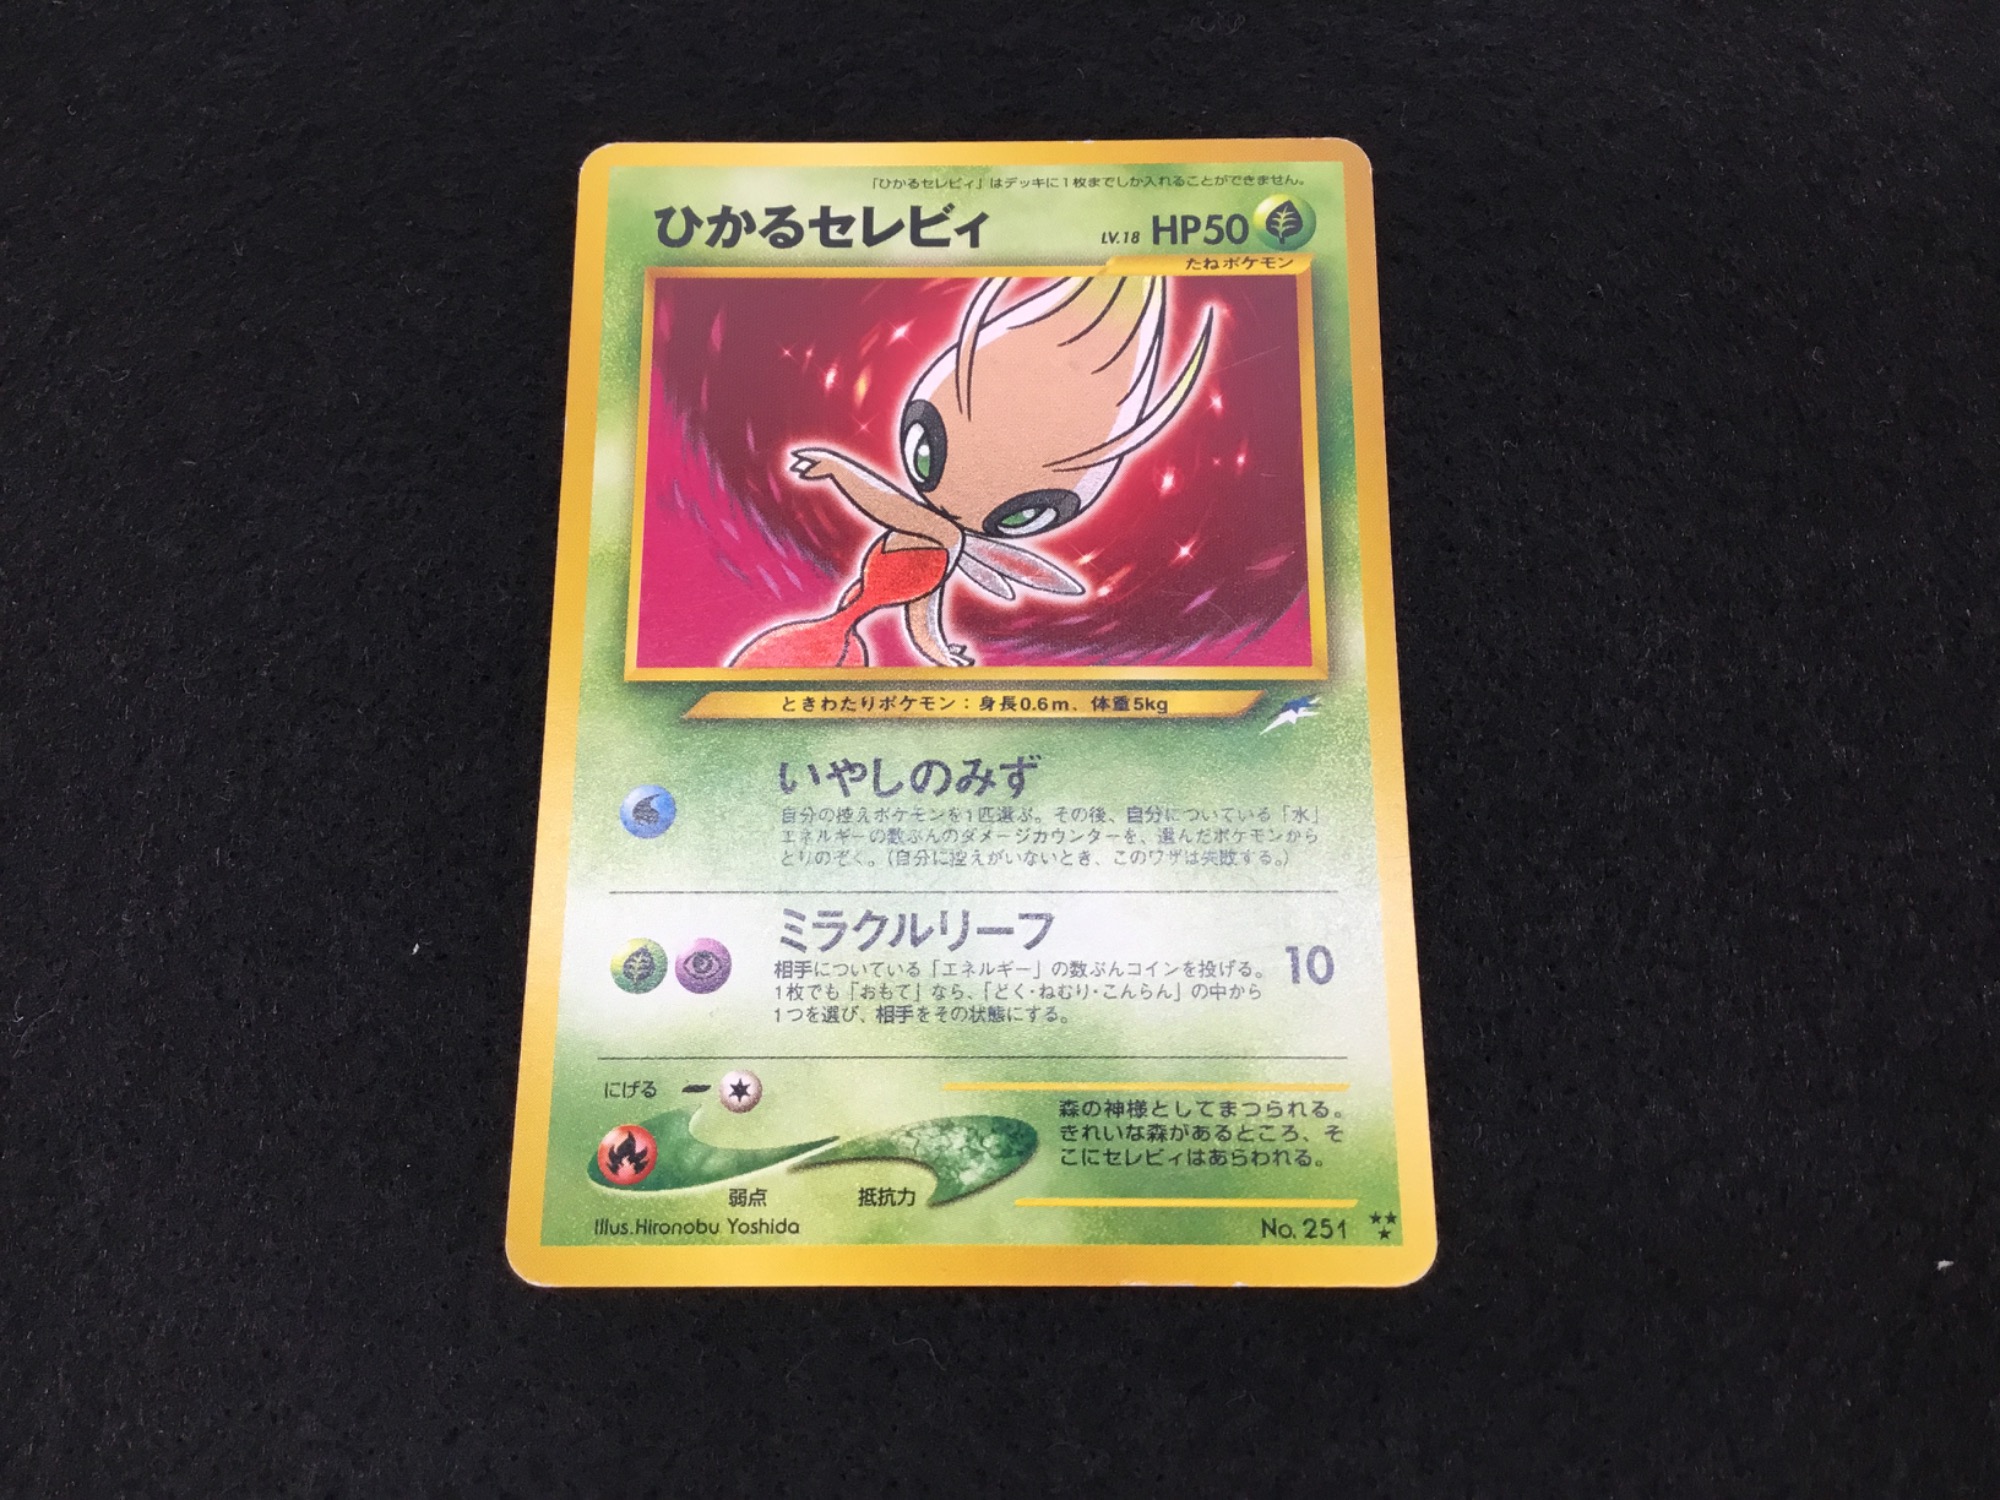 「ひかるセレビィ」はデッキに1枚までしか入れることができません。
ひかるセレビィ
LV.18 HP50
たねポケモン
ときわたりポケモン：身長0.6m、体重5kg
いやしのみず
自分の控えポケモンを1匹選ぶ。その後、自分についている「水」
エネルギーの数ぶんのダメージカウンターを、選んだポケモンから
とりのぞく。（自分に控えがいないとき、このワザは失敗する。）
ミラクルリーフ
10
相手についている「エネルギー」の数ぶんコインを投げる。
1枚でも「おもて」なら、「どく・ねむり・こんらん」の中から
1つを選び、相手をその状態にする。
にげる
森の神様としてまつられる。
きれいな森があるところ、そ
こにセレビィはあらわれる。
弱点
抵抗力
Illus.Hironobu Yoshida
No. 251